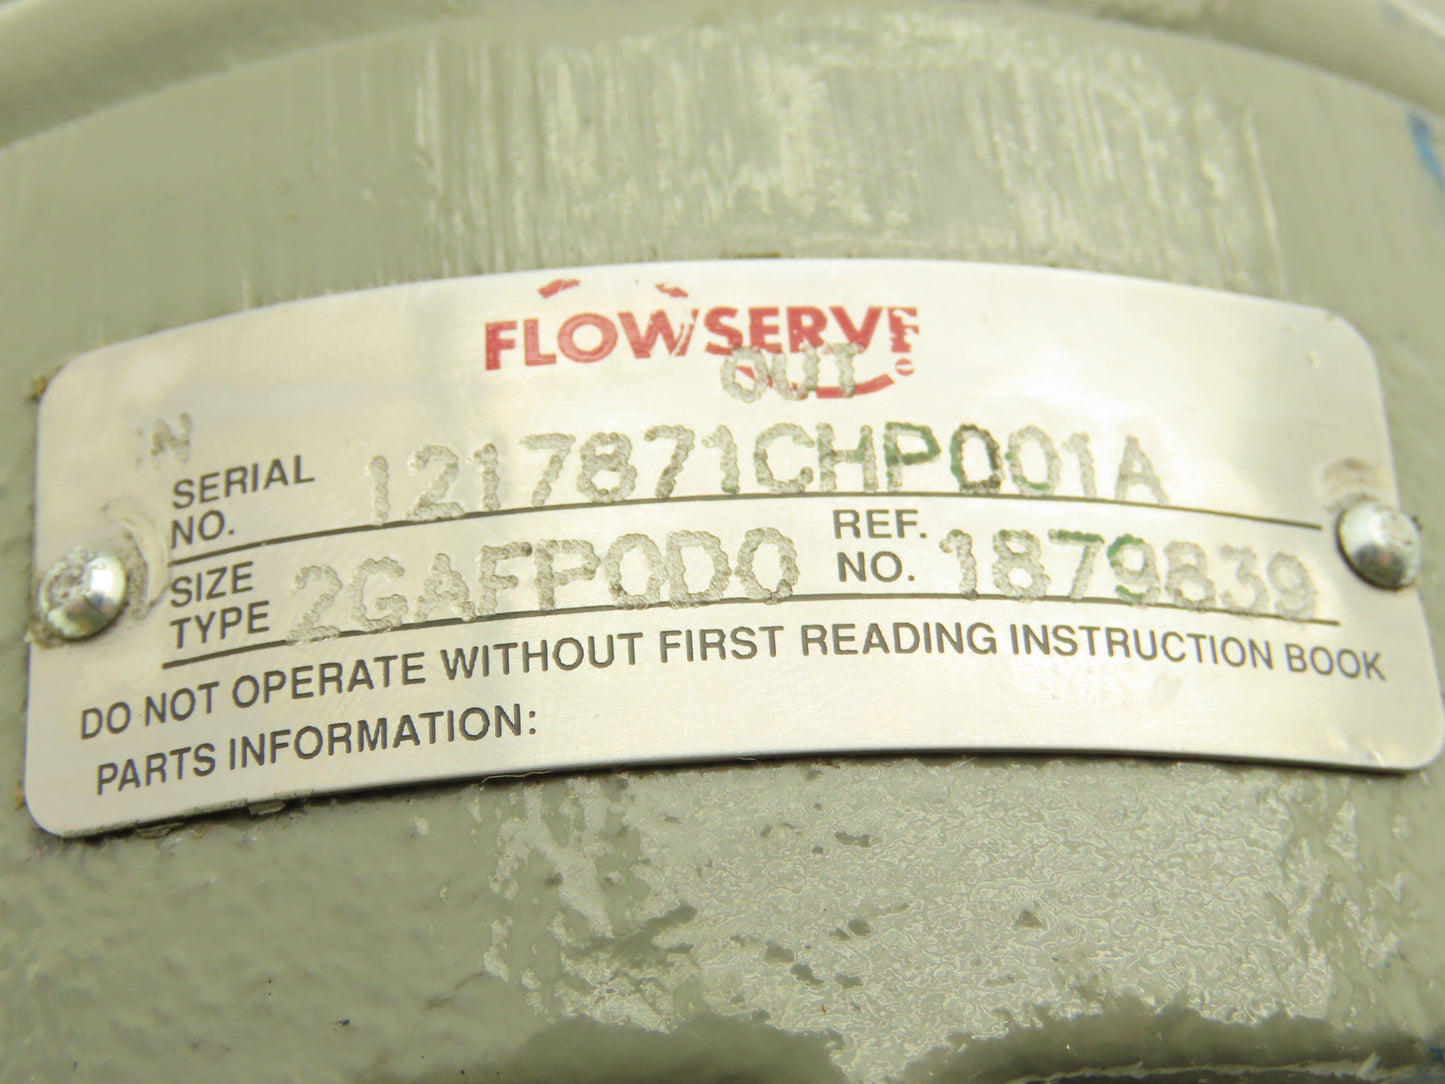 FLOWSERVE
OUT
IN
SERIAL NO. 1217871CHP001A
SIZE TYPE 2GAFPODO REF. NO. 1879839
DO NOT OPERATE WITHOUT FIRST READING INSTRUCTION BOOK
PARTS INFORMATION: